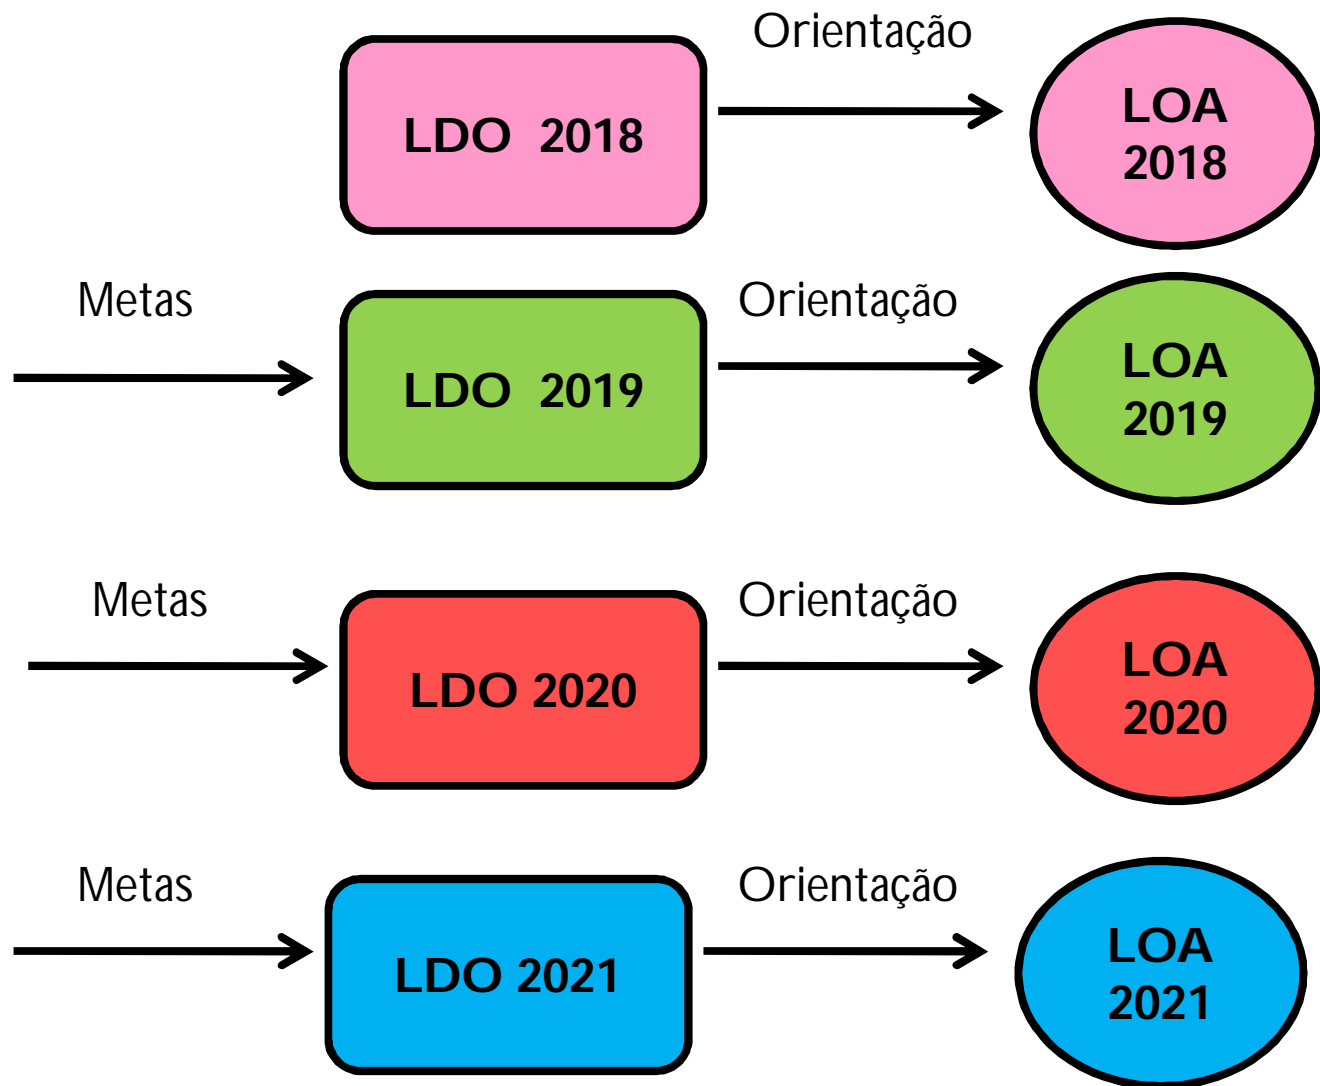 Orientação
LDO 2018
LOA
2018
Metas
Orientação
LDO 2019
LOA
2019
Metas
Orientação
LDO 2020
LOA
2020
Metas
Orientação
LDO 2021
LOA
2021